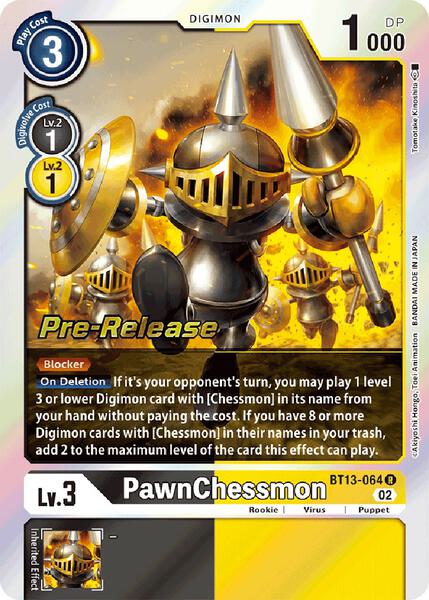 DIGIMON
Play Cost
3
DP
1000
Digivolve Cost
Lv.2
1
Lv.2
1
Tomotake Kinoshita
©Akiyoshi Hongo, Toei Animation BANDAI MADE IN JAPAN
Pre-Release
Blocker
On Deletion If it's your opponent's turn, you may play 1 level
3 or lower Digimon card with [Chessmon] in its name from
your hand without paying the cost. If you have 8 or more
Digimon cards with [Chessmon] in their names in your trash,
add 2 to the maximum level of the card this effect can play.
Lv.3
PawnChessmon
BT13-064 R
02
Rookie | Virus | Puppet
Inherited Effect
-